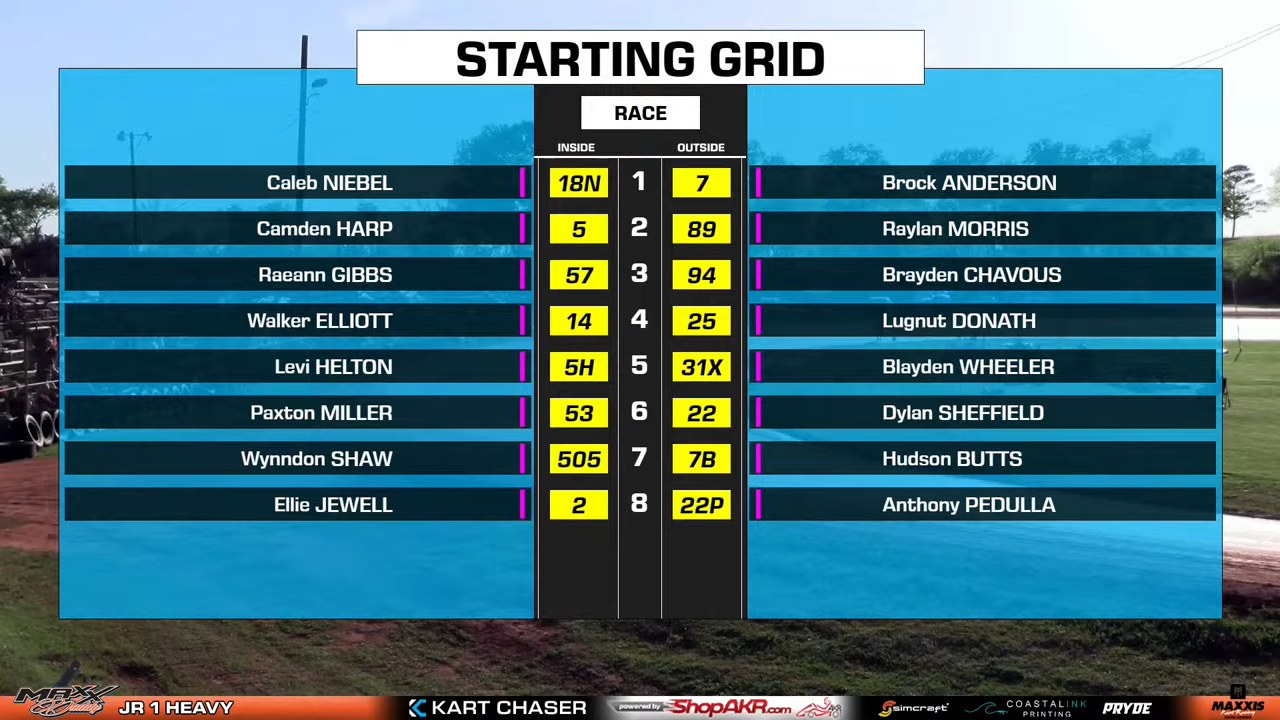 STARTING GRID
RACE
INSIDE OUTSIDE
Caleb NIEBEL 18N 1 7 Brock ANDERSON
Camden HARP 5 2 89 Raylan MORRIS
Raeann GIBBS 57 3 94 Brayden CHAVOUS
Walker ELLIOTT 14 4 25 Lugnut DONATH
Levi HELTON 5H 5 31X Blayden WHEELER
Paxton MILLER 53 6 22 Dylan SHEFFIELD
Wynndon SHAW 505 7 7B Hudson BUTTS
Ellie JEWELL 2 8 22P Anthony PEDULLA
MAXX Daddy JR 1 HEAVY KART CHASER powered by ShopAKR.com simcraft COASTALINK PRINTING PRYDE MAXXIS